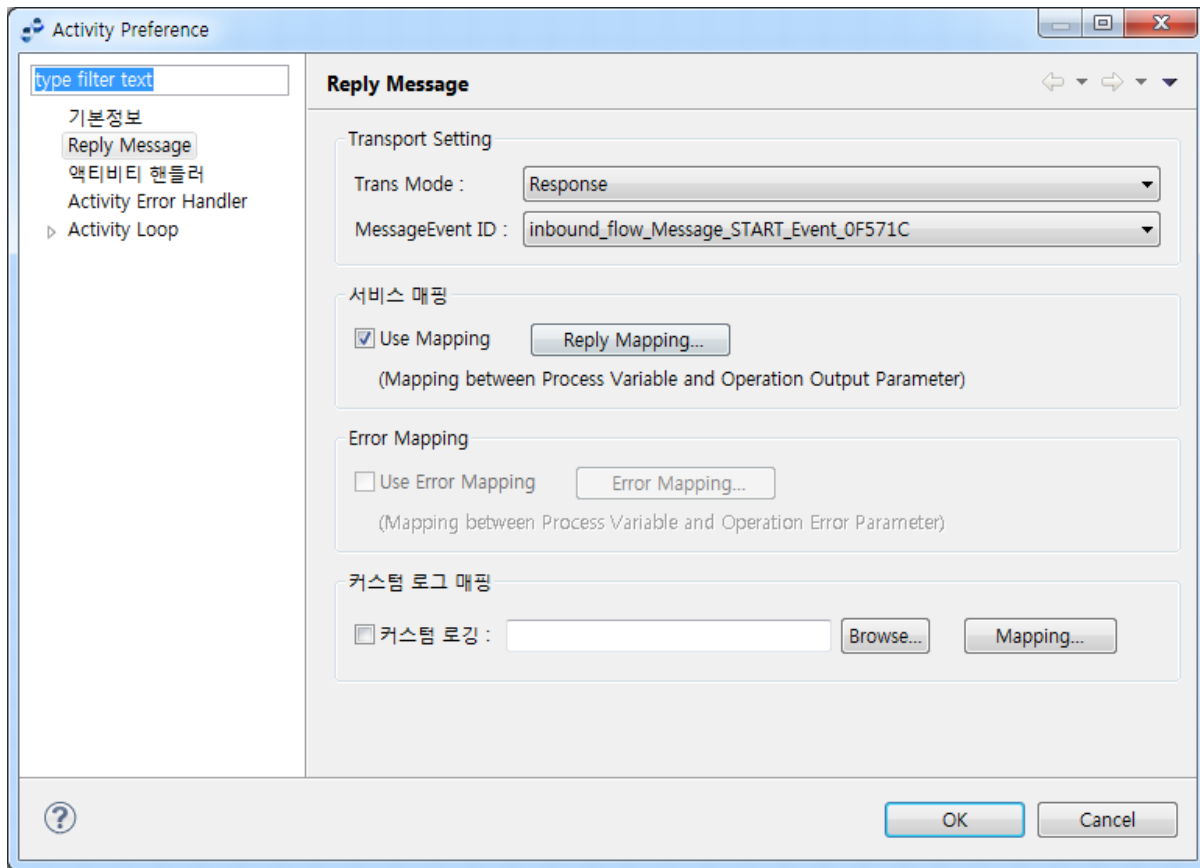 Activity Preference
type filter text
기본정보
Reply Message
액티비티 핸들러
Activity Error Handler
Activity Loop
Reply Message
Transport Setting
Trans Mode :
Response
MessageEvent ID :
inbound_flow_Message_START_Event_0F571C
서비스 매핑
Use Mapping
Reply Mapping...
(Mapping between Process Variable and Operation Output Parameter)
Error Mapping
Use Error Mapping
Error Mapping...
(Mapping between Process Variable and Operation Error Parameter)
커스텀 로그 매핑
커스텀 로깅 :
Browse...
Mapping...
?
OK
Cancel